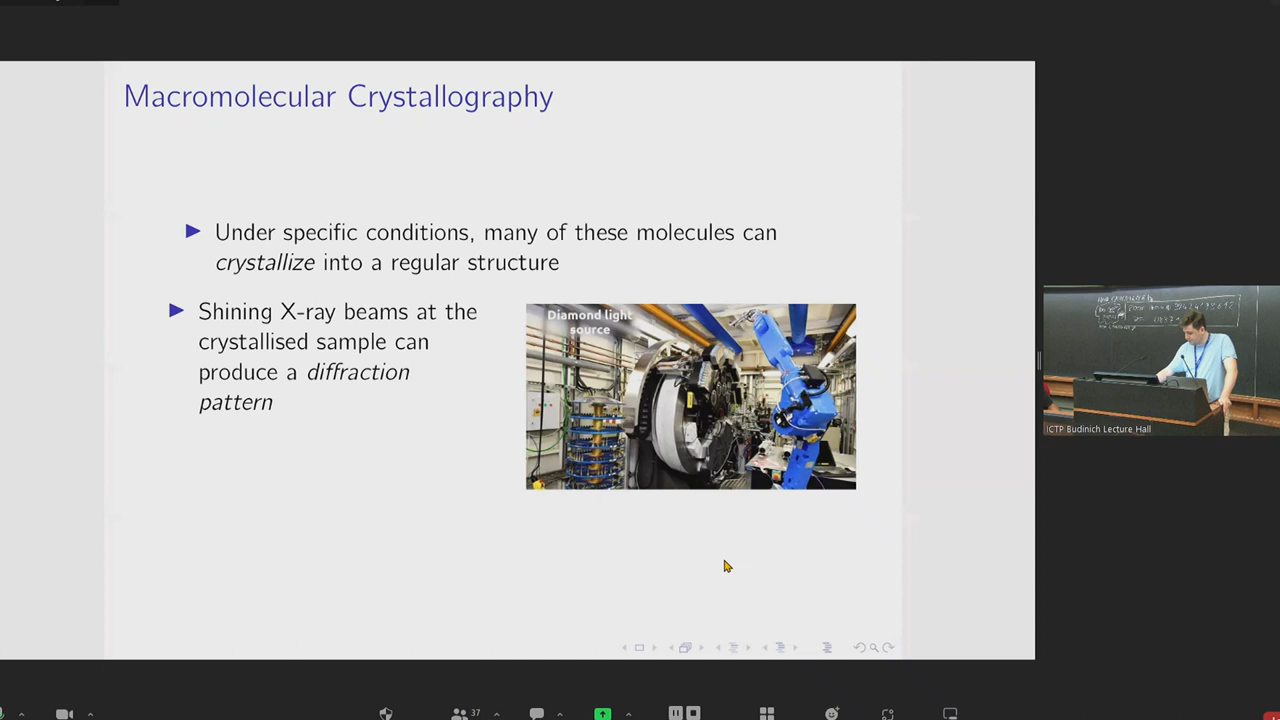 Macromolecular Crystallography
▶ Under specific conditions, many of these molecules can
crystallize into a regular structure
▶ Shining X-ray beams at the
crystallised sample can
produce a diffraction
pattern
Diamond light
source
ICTP Budinich Lecture Hall
37